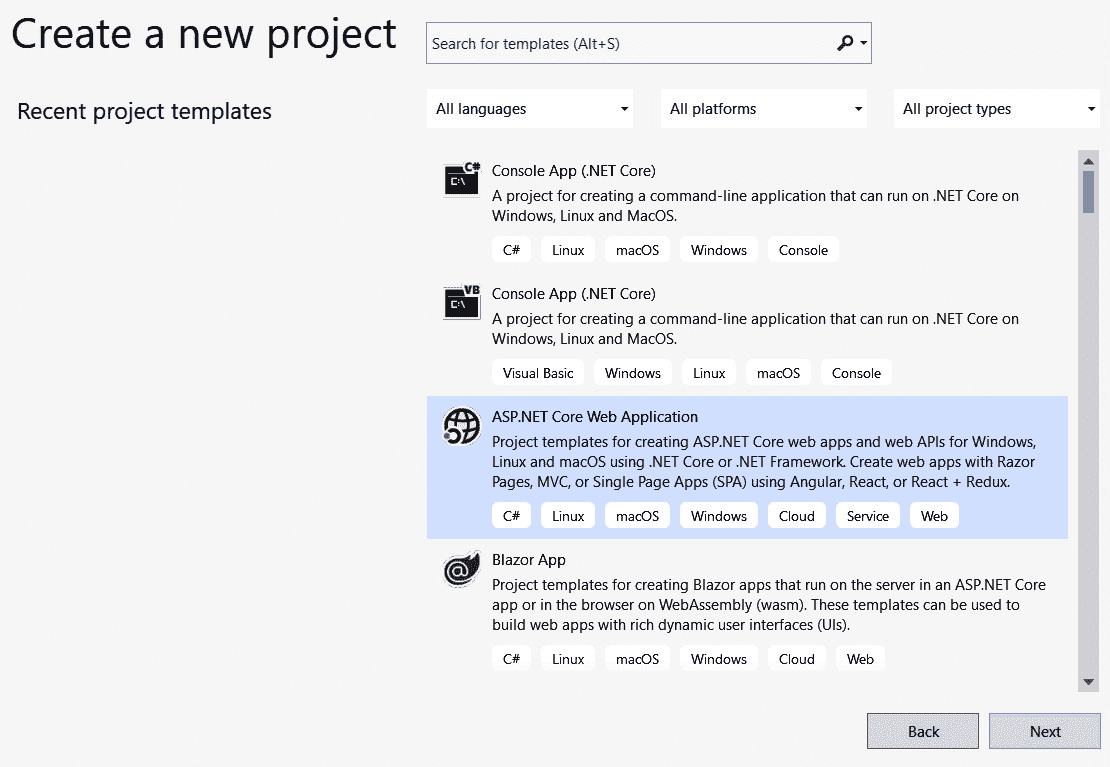 Create a new project
Search for templates (Alt+S)
Recent project templates
All languages
All platforms
All project types
C#
C:\
Console App (.NET Core)
A project for creating a command-line application that can run on .NET Core on
Windows, Linux and MacOS.
C# Linux macOS Windows Console
VB
C:\
Console App (.NET Core)
A project for creating a command-line application that can run on .NET Core on
Windows, Linux and MacOS.
Visual Basic Windows Linux macOS Console
ASP.NET Core Web Application
Project templates for creating ASP.NET Core web apps and web APIs for Windows,
Linux and macOS using .NET Core or .NET Framework. Create web apps with Razor
Pages, MVC, or Single Page Apps (SPA) using Angular, React, or React + Redux.
C# Linux macOS Windows Cloud Service Web
@
Blazor App
Project templates for creating Blazor apps that run on the server in an ASP.NET Core
app or in the browser on WebAssembly (wasm). These templates can be used to
build web apps with rich dynamic user interfaces (UIs).
C# Linux macOS Windows Cloud Web
Back
Next